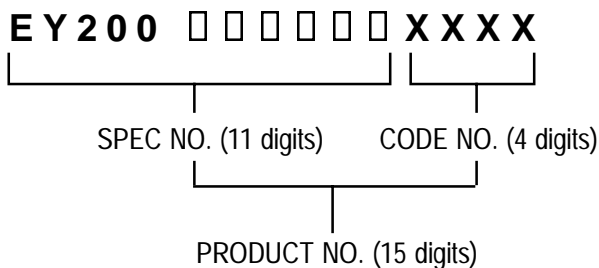 EY200 □□□□□□ XXXX
SPEC NO. (11 digits) CODE NO. (4 digits)
PRODUCT NO. (15 digits)